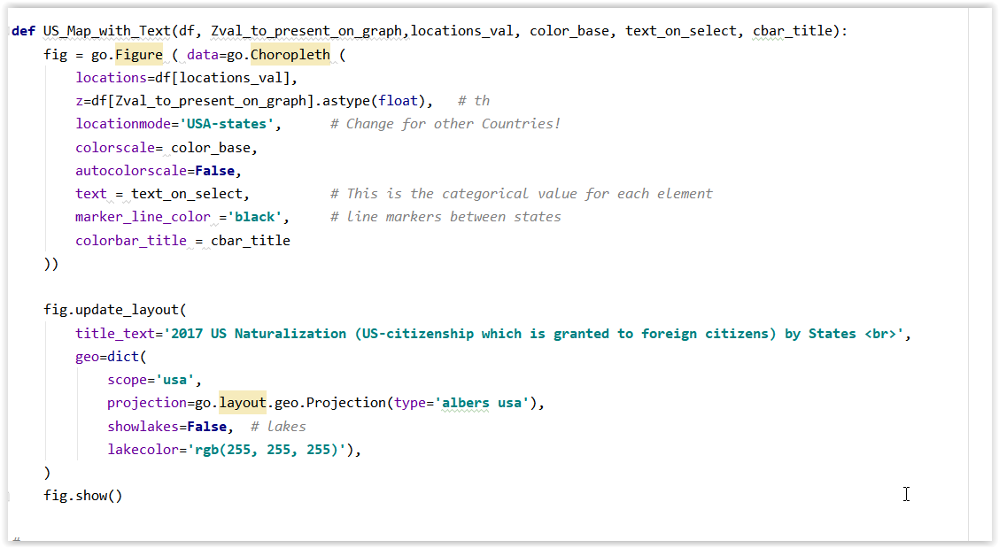 def US_Map_with_Text(df, Zval_to_present_on_graph,locations_val, color_base, text_on_select, cbar_title):
    fig = go.Figure ( data=go.Choropleth (
        locations=df[locations_val],
        z=df[Zval_to_present_on_graph].astype(float),   # th
        locationmode='USA-states',      # Change for other Countries!
        colorscale= color_base,
        autocolorscale=False,
        text = text_on_select,          # This is the categorical value for each element
        marker_line_color ='black',     # line markers between states
        colorbar_title = cbar_title
    ))

    fig.update_layout(
        title_text='2017 US Naturalization (US-citizenship which is granted to foreign citizens) by States <br>',
        geo=dict(
            scope='usa',
            projection=go.layout.geo.Projection(type='albers usa'),
            showlakes=False,  # lakes
            lakecolor='rgb(255, 255, 255)'),
    )
    fig.show()

#